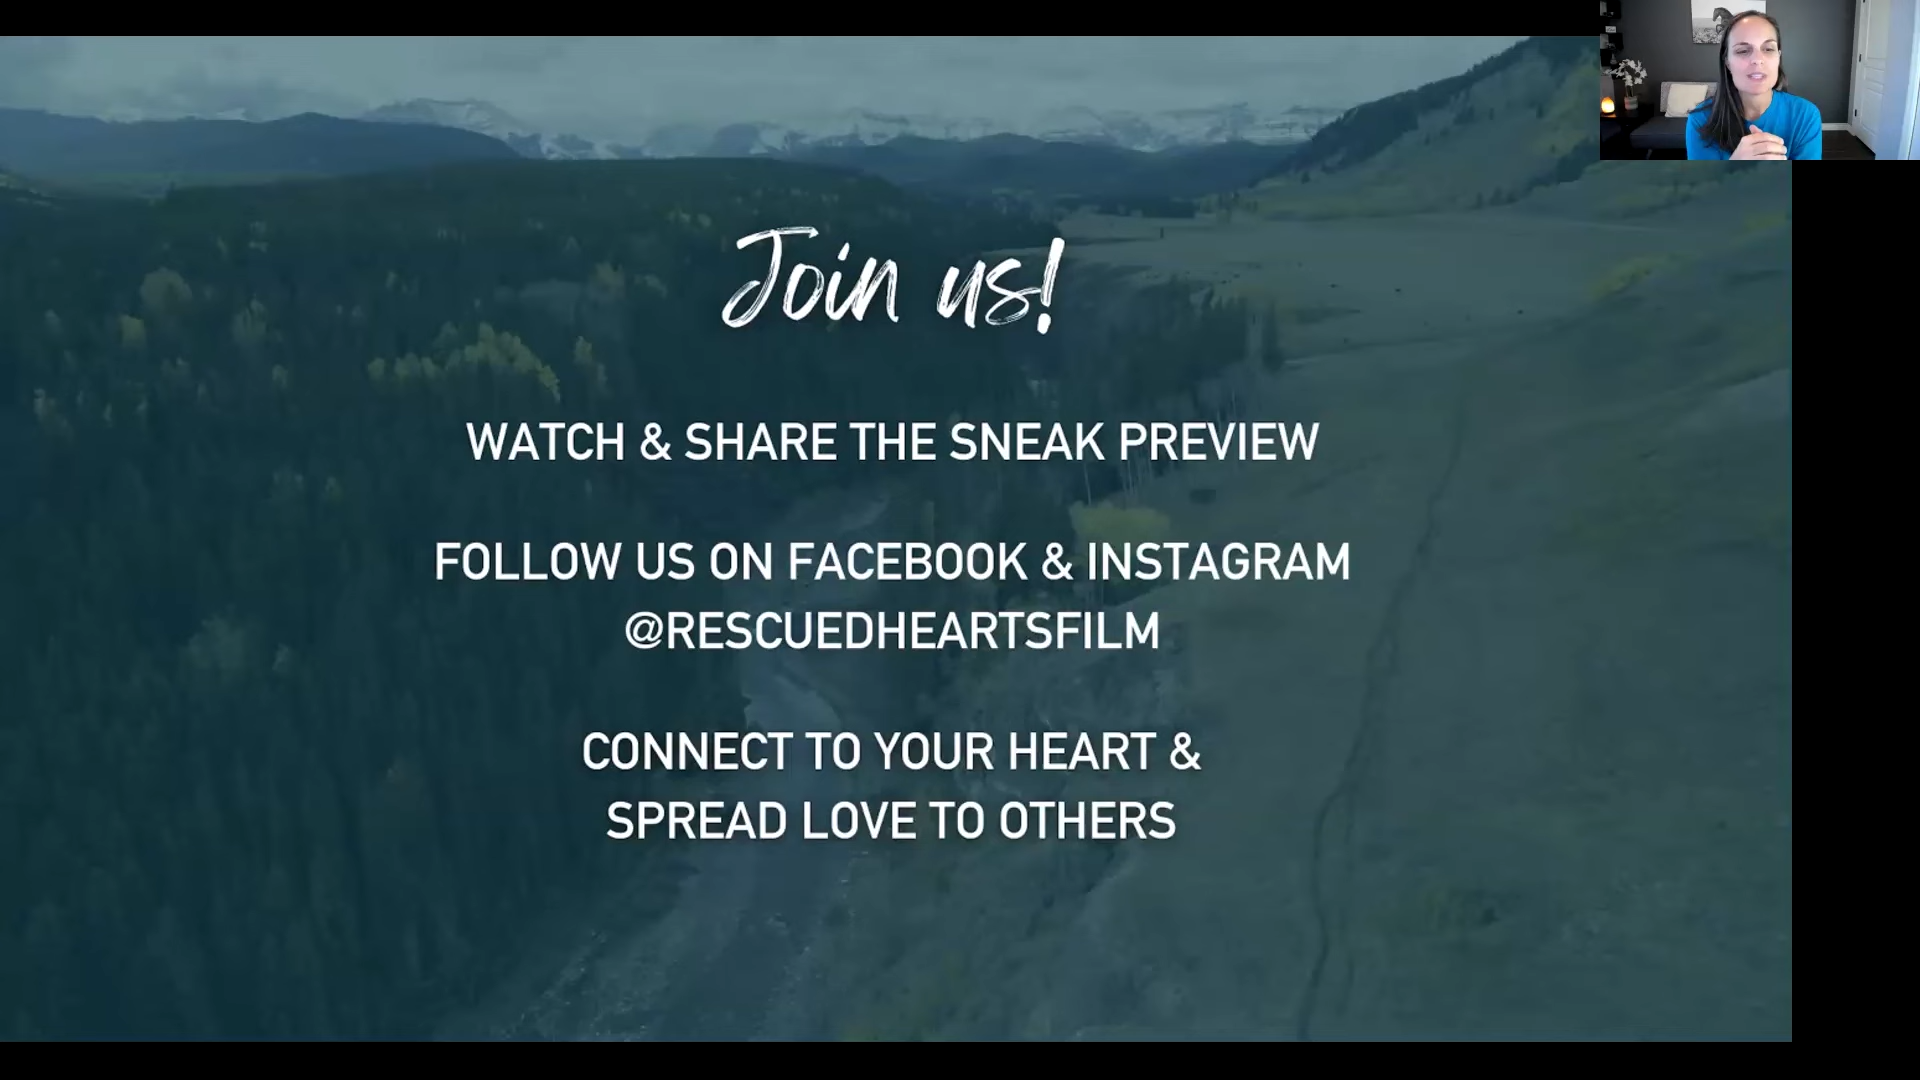 Join us!
WATCH & SHARE THE SNEAK PREVIEW
FOLLOW US ON FACEBOOK & INSTAGRAM
@RESCUEDHEARTSFILM
CONNECT TO YOUR HEART &
SPREAD LOVE TO OTHERS